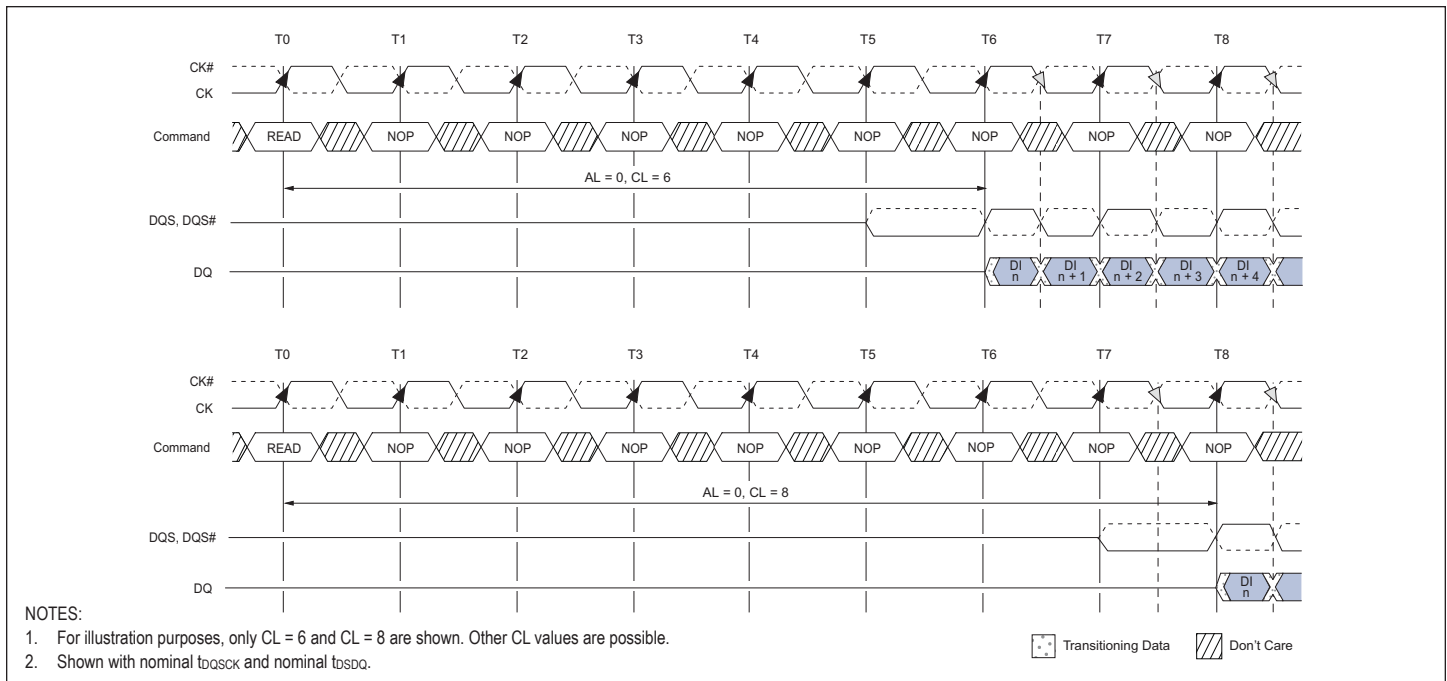 T0 T1 T2 T3 T4 T5 T6 T7 T8
CK#
CK
Command READ NOP NOP NOP NOP NOP NOP NOP NOP
AL = 0, CL = 6
DQS, DQS#
DQ DI n DI n + 1 DI n + 2 DI n + 3 DI n + 4
T0 T1 T2 T3 T4 T5 T6 T7 T8
CK#
CK
Command READ NOP NOP NOP NOP NOP NOP NOP NOP
AL = 0, CL = 8
DQS, DQS#
DQ DI n
NOTES:
1. For illustration purposes, only CL = 6 and CL = 8 are shown. Other CL values are possible.
2. Shown with nominal tDQSCK and nominal tDSDQ.
Transitioning Data Don't Care